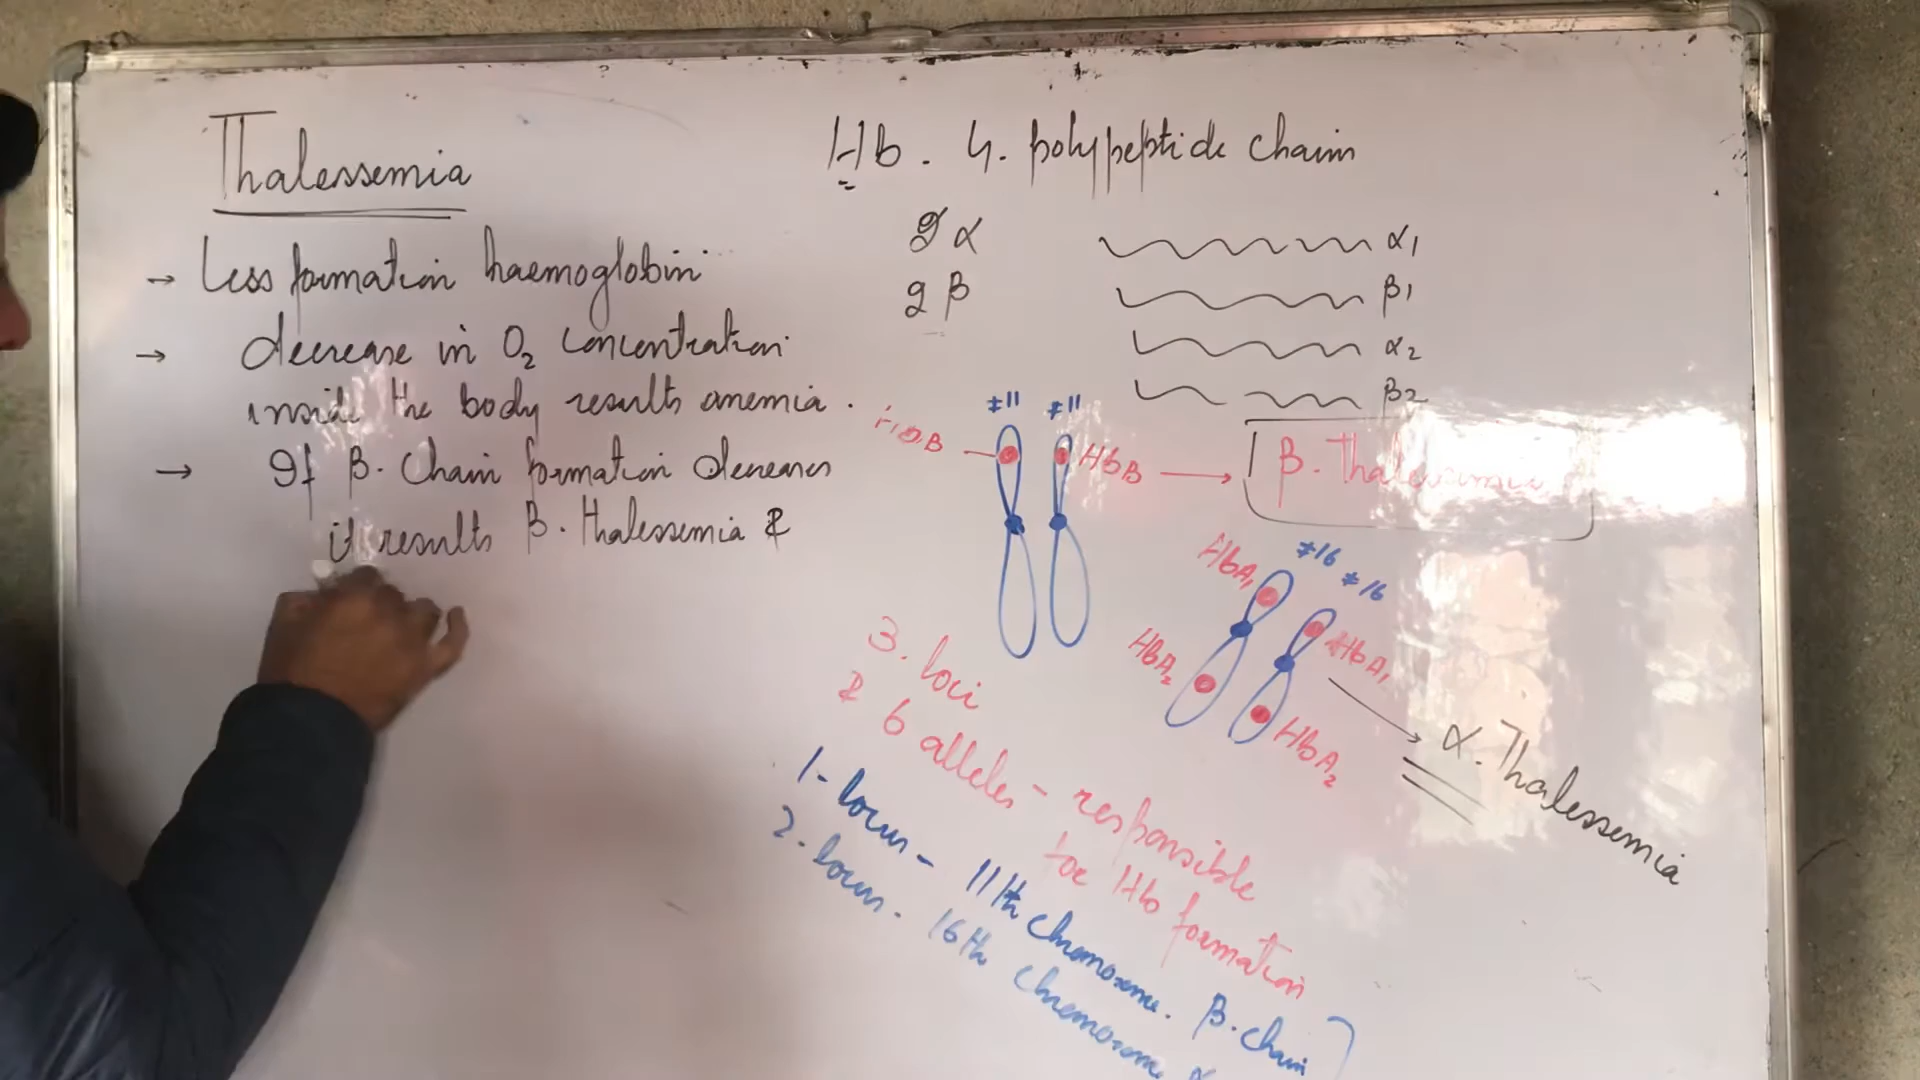 Thalessemia
→ Less formation haemoglobin
→ decrease in O₂ concentration
inside the body results anemia.
→ If β. Chain formation decreases
it results β. Thalessemia &
Hb. 4. polypeptide chain
2 α
2 β
α1
β1
α2
β2
#11 #11
HbB → β. Thalessemia
#16
#16
HbA1
HbA2
HbA1
HbA2
α. Thalessemia
3. loci
& 6 alleles - responsible
for Hb formation
1- locus - 11th chromosome. β. chain
2. locus. 16th chromosome α